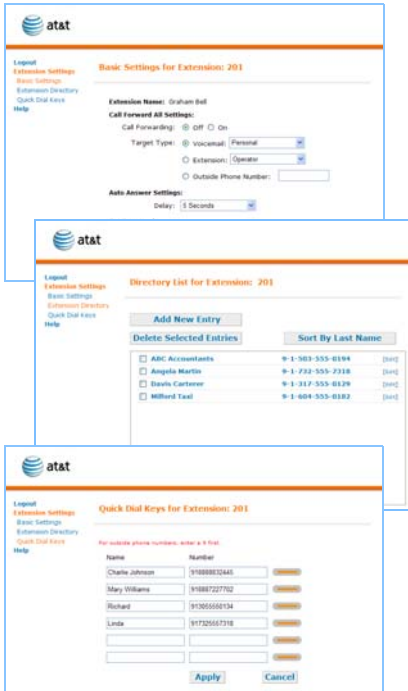 at&t
Logout
Extension Settings
Basic Settings
Extension Directory
Quick Dial Keys
Help
Basic Settings for Extension: 201
Extension Name: Graham Bell
Call Forward All Settings:
Call Forwarding: Off On
Target Type: Voicemail: Personal
Extension: Operator
Outside Phone Number:
Auto Answer Settings:
Delay: 5 Seconds
at&t
Logout
Extension Settings
Basic Settings
Extension Directory
Quick Dial Keys
Help
Directory List for Extension: 201
Add New Entry
Delete Selected Entries Sort By Last Name
ABC Accountants 9-1-503-555-0194 [Edit]
Angela Martin 9-1-732-555-7318 [Edit]
Davis Carterer 9-1-317-555-0129 [Edit]
Milford Taxi 9-1-604-555-0182 [Edit]
at&t
Logout
Extension Settings
Basic Settings
Extension Directory
Quick Dial Keys
Help
Quick Dial Keys for Extension: 201
For outside phone numbers, enter a 9 first.
Name Number
Charlie Johnson 918888832445
Mary Williams 918887227702
Richard 913055550134
Linda 917325557318
Apply Cancel